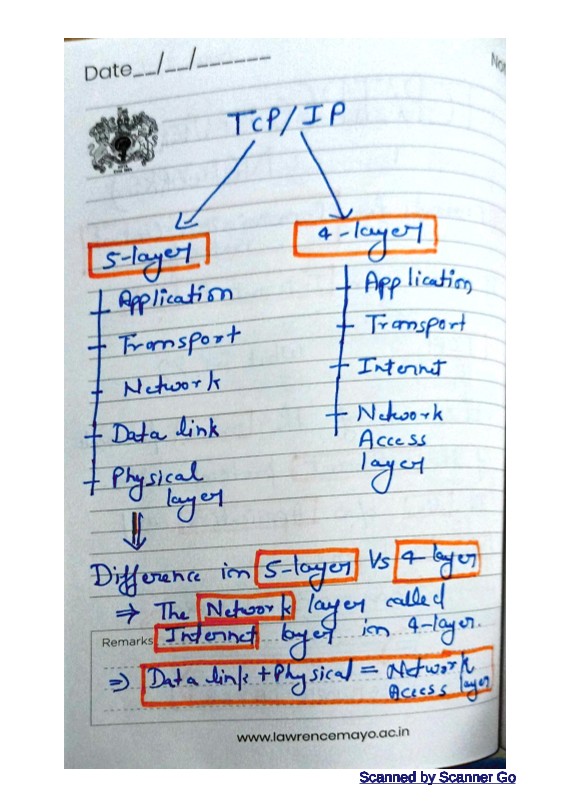 Date__/__/______
No
TCP/IP
5-layer
4-layer
Application
Transport
Network
Data link
Physical
layer
Application
Transport
Internet
Network
Access
layer
Difference in 5-layer Vs 4-layer
⇒ The Network layer called
Remarks Internet layer in 4-layer.
⇒ Data link + Physical = Network
Access layer
www.lawrencemayo.ac.in
Scanned by Scanner Go